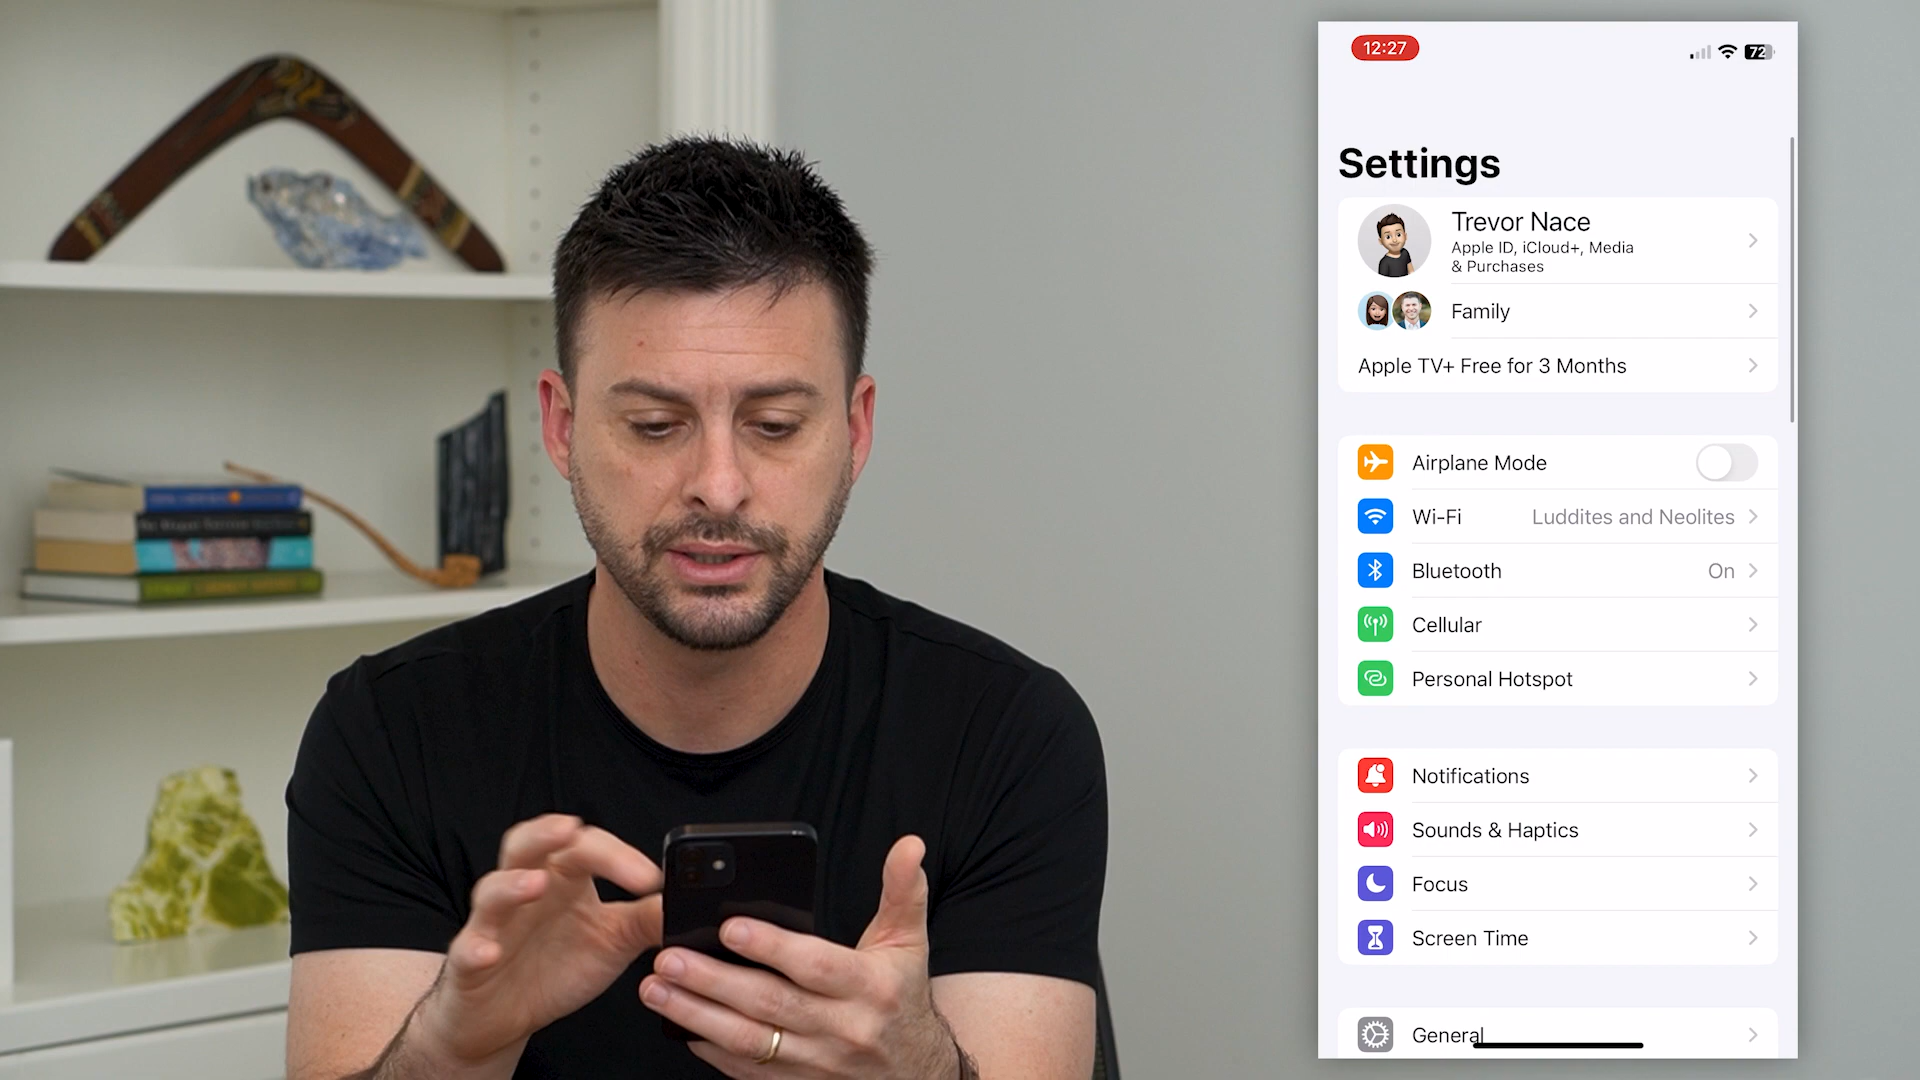 12:27
72
Settings
Trevor Nace
Apple ID, iCloud+, Media
& Purchases
Family
Apple TV+ Free for 3 Months
Airplane Mode
Wi-Fi Luddites and Neolites
Bluetooth On
Cellular
Personal Hotspot
Notifications
Sounds & Haptics
Focus
Screen Time
General